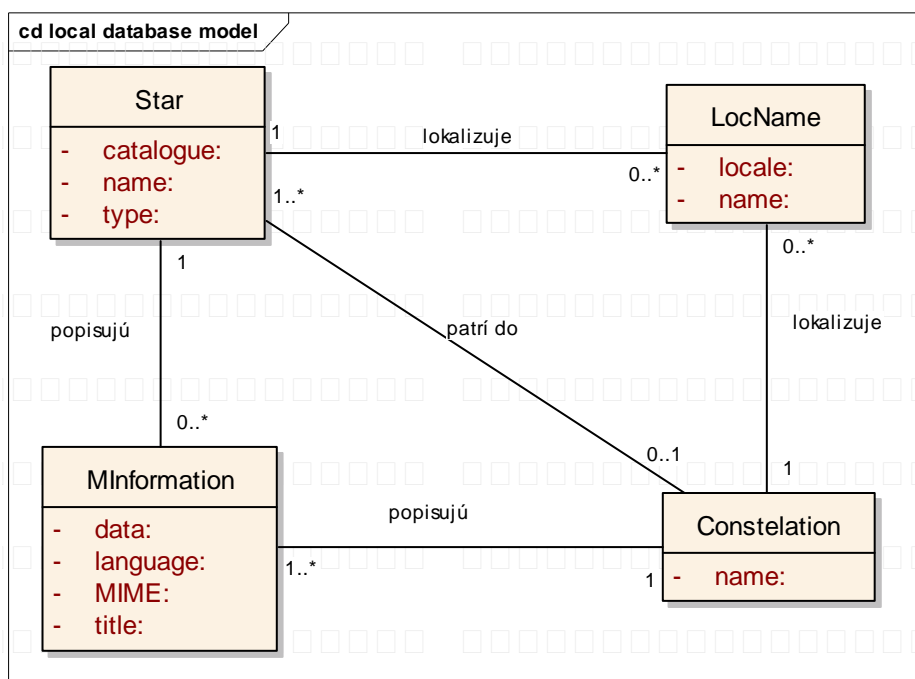 cd local database model
Star
- catalogue:
- name:
- type:
LocName
- locale:
- name:
1
lokalizuje
0..*
1..*
1
0..*
popisujú
patrí do
lokalizuje
0..*
0..1
1
MInformation
- data:
- language:
- MIME:
- title:
popisujú
1..*
1
Constelation
- name: